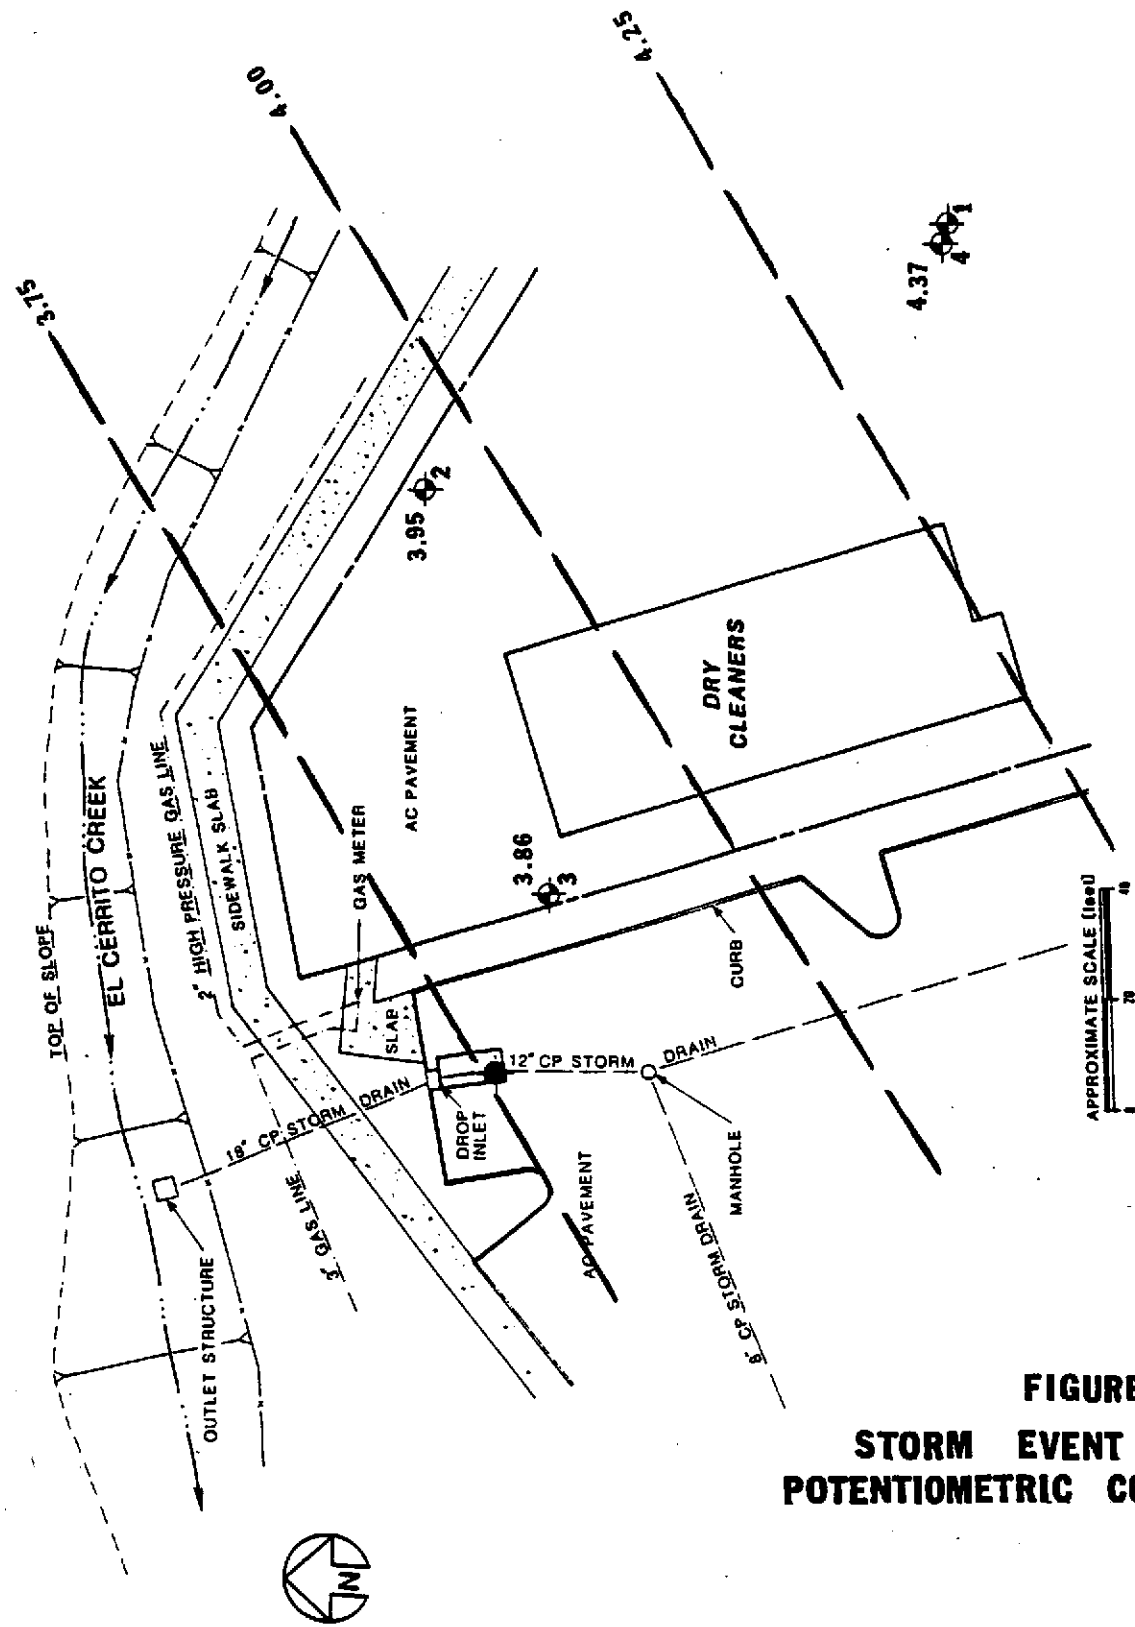 4.25
4.00
3.75
4.37
4
1
3.95
2
TOP OF SLOPE
EL CERRITO CREEK
2" HIGH PRESSURE GAS LINE
SIDEWALK SLAB
GAS METER
AC PAVEMENT
DRY
CLEANERS
3.86
3
SLAB
CURB
18" CP STORM DRAIN
DROP
INLET
12" CP STORM DRAIN
MANHOLE
AC PAVEMENT
3" GAS LINE
8" CP STORM DRAIN
OUTLET STRUCTURE
APPROXIMATE SCALE (feet)
0 20 40
N
FIGURE
STORM EVENT
POTENTIOMETRIC